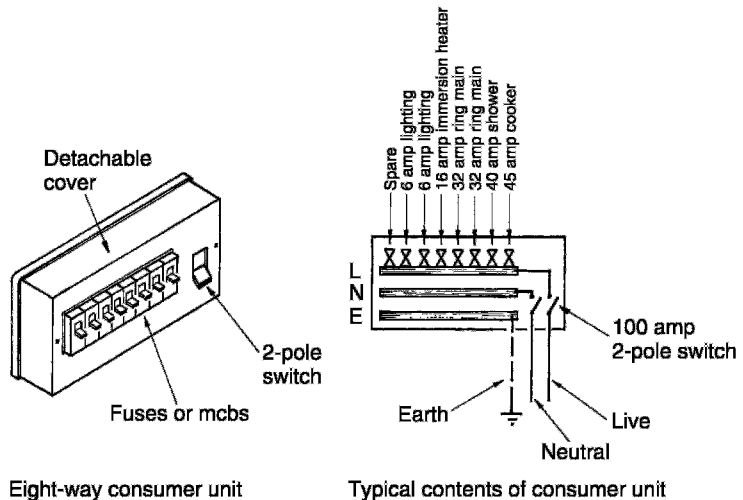 Detachable
cover
2-pole
switch
Fuses or mcbs
Eight-way consumer unit
Spare
6 amp lighting
6 amp lighting
16 amp immersion heater
32 amp ring main
32 amp ring main
40 amp shower
45 amp cooker
L
N
E
100 amp
2-pole switch
Earth
Live
Neutral
Typical contents of consumer unit